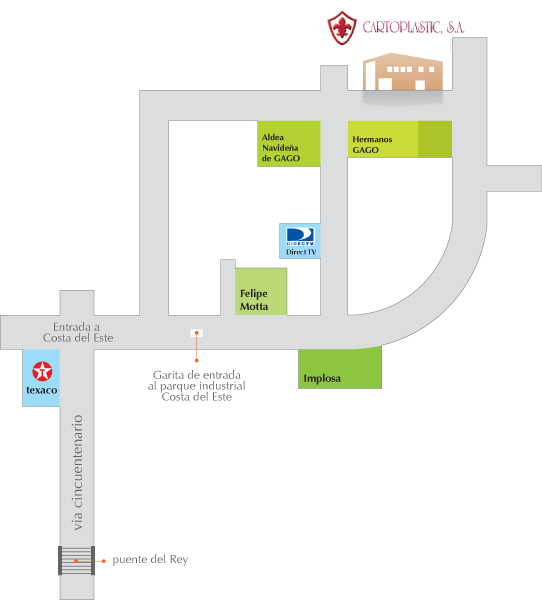 CARTOPLASTIC, S.A.
Aldea
Navideña
de GAGO
Hermanos
GAGO
DIRECTV
Direct TV
Felipe
Motta
Entrada a
Costa del Este
T
texaco
Garita de entrada
al parque industrial
Costa del Este
Implosa
via cincuentenario
puente del Rey